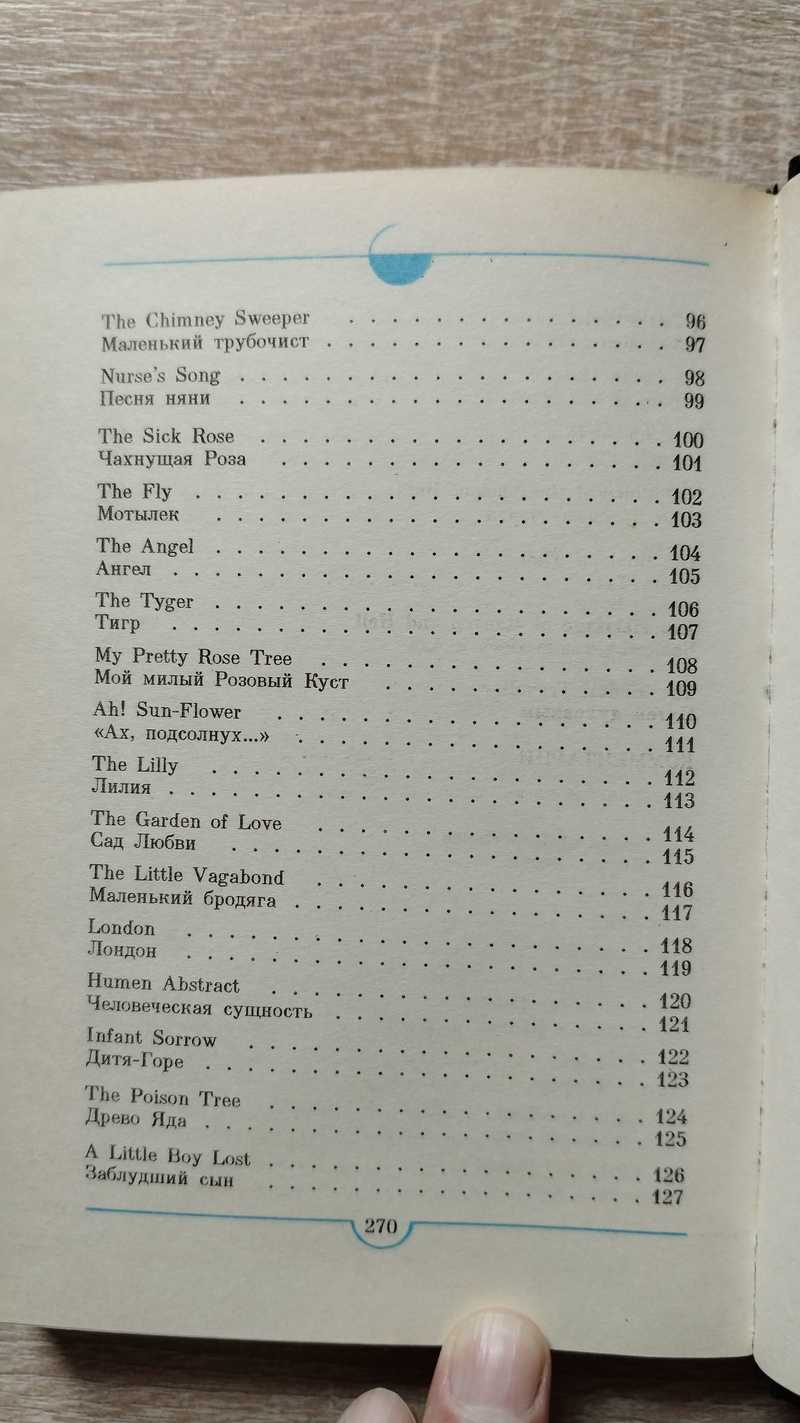 The Chimney Sweeper . . . . . . . . . . . . . . . 96
Маленький трубочист . . . . . . . . . . . . . . . . 97
Nurse's Song . . . . . . . . . . . . . . . . . . . . 98
Песня няни . . . . . . . . . . . . . . . . . . . . 99
The Sick Rose . . . . . . . . . . . . . . . . . . . 100
Чахнущая Роза . . . . . . . . . . . . . . . . . . 101
The Fly . . . . . . . . . . . . . . . . . . . . . . 102
Мотылек . . . . . . . . . . . . . . . . . . . . . 103
The Angel . . . . . . . . . . . . . . . . . . . . . 104
Ангел . . . . . . . . . . . . . . . . . . . . . . . 105
The Tyger . . . . . . . . . . . . . . . . . . . . . 106
Тигр . . . . . . . . . . . . . . . . . . . . . . . 107
My Pretty Rose Tree . . . . . . . . . . . . . . . . 108
Мой милый Розовый Куст . . . . . . . . . . . . . 109
Ah! Sun-Flower . . . . . . . . . . . . . . . . . . 110
«Ах, подсолнух...» . . . . . . . . . . . . . . . . . 111
The Lilly . . . . . . . . . . . . . . . . . . . . . 112
Лилия . . . . . . . . . . . . . . . . . . . . . . . 113
The Garden of Love . . . . . . . . . . . . . . . . 114
Сад Любви . . . . . . . . . . . . . . . . . . . . 115
The Little Vagabond . . . . . . . . . . . . . . . . 116
Маленький бродяга . . . . . . . . . . . . . . . . . 117
London . . . . . . . . . . . . . . . . . . . . . . 118
Лондон . . . . . . . . . . . . . . . . . . . . . . 119
Humen Abstract . . . . . . . . . . . . . . . . . . 120
Человеческая сущность . . . . . . . . . . . . . . . 121
Infant Sorrow . . . . . . . . . . . . . . . . . . . 122
Дитя-Горе . . . . . . . . . . . . . . . . . . . . . 123
The Poison Tree . . . . . . . . . . . . . . . . . . 124
Древо Яда . . . . . . . . . . . . . . . . . . . . . 125
A Little Boy Lost . . . . . . . . . . . . . . . . . . 126
Заблудший сын . . . . . . . . . . . . . . . . . . 127
270